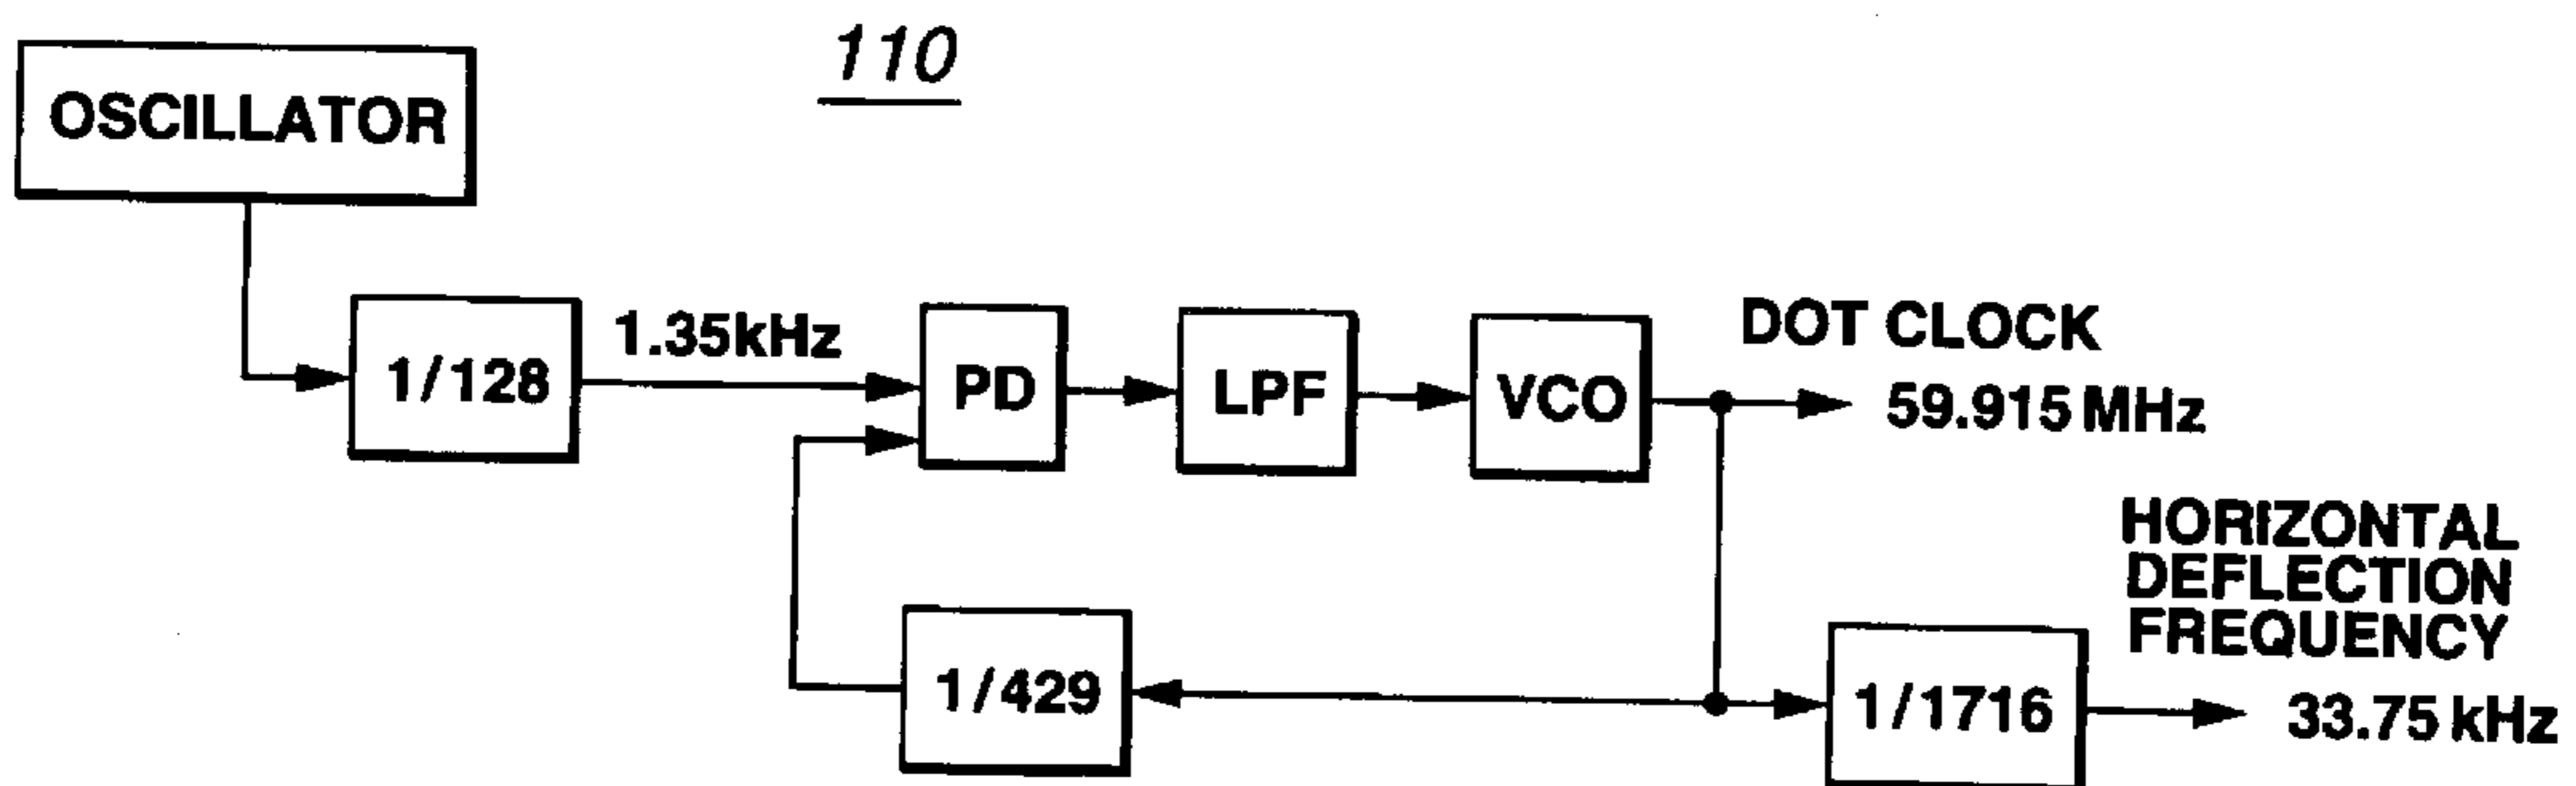 110
OSCILLATOR
1/128
1.35kHz
PD
LPF
VCO
DOT CLOCK
59.915 MHz
1/429
1/1716
HORIZONTAL
DEFLECTION
FREQUENCY
33.75 kHz